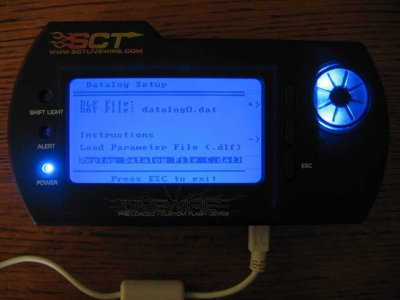 SCT
WWW.SCTLIVEWIRE.COM
Datalog Setup
DLF File:
DAT File: datalog0.dat
SHIFT LIGHT
Instructions
Load Parameter File (.dlf)
ALERT
Replay Datalog File (.dat)
ESC
POWER
Press ESC to exit
LIVEWIRE
PRE-LOADED / CUSTOM FLASH DEVICE